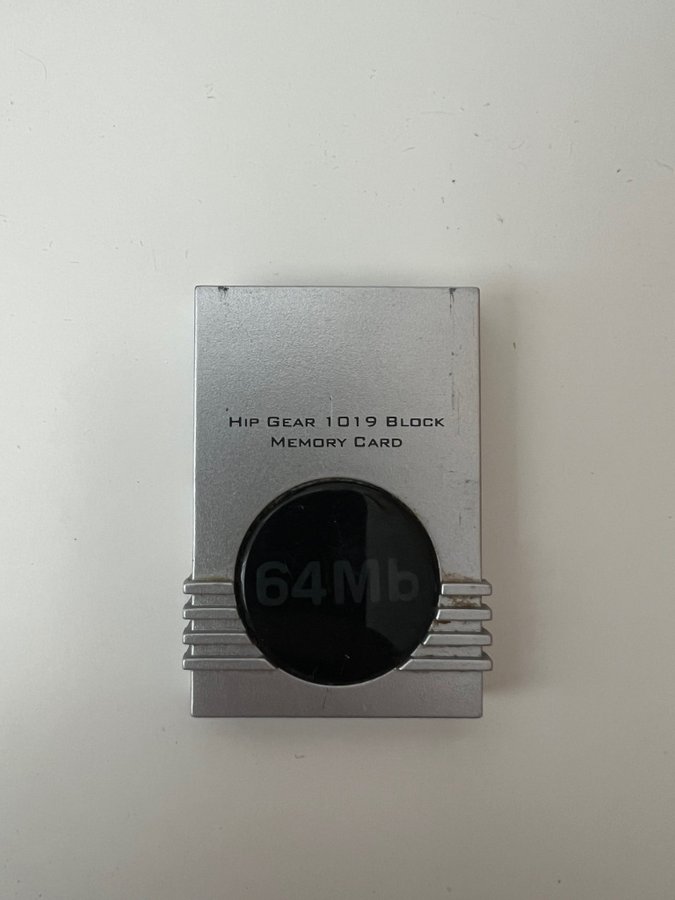 Hip Gear 1019 Block
Memory Card
64Mb